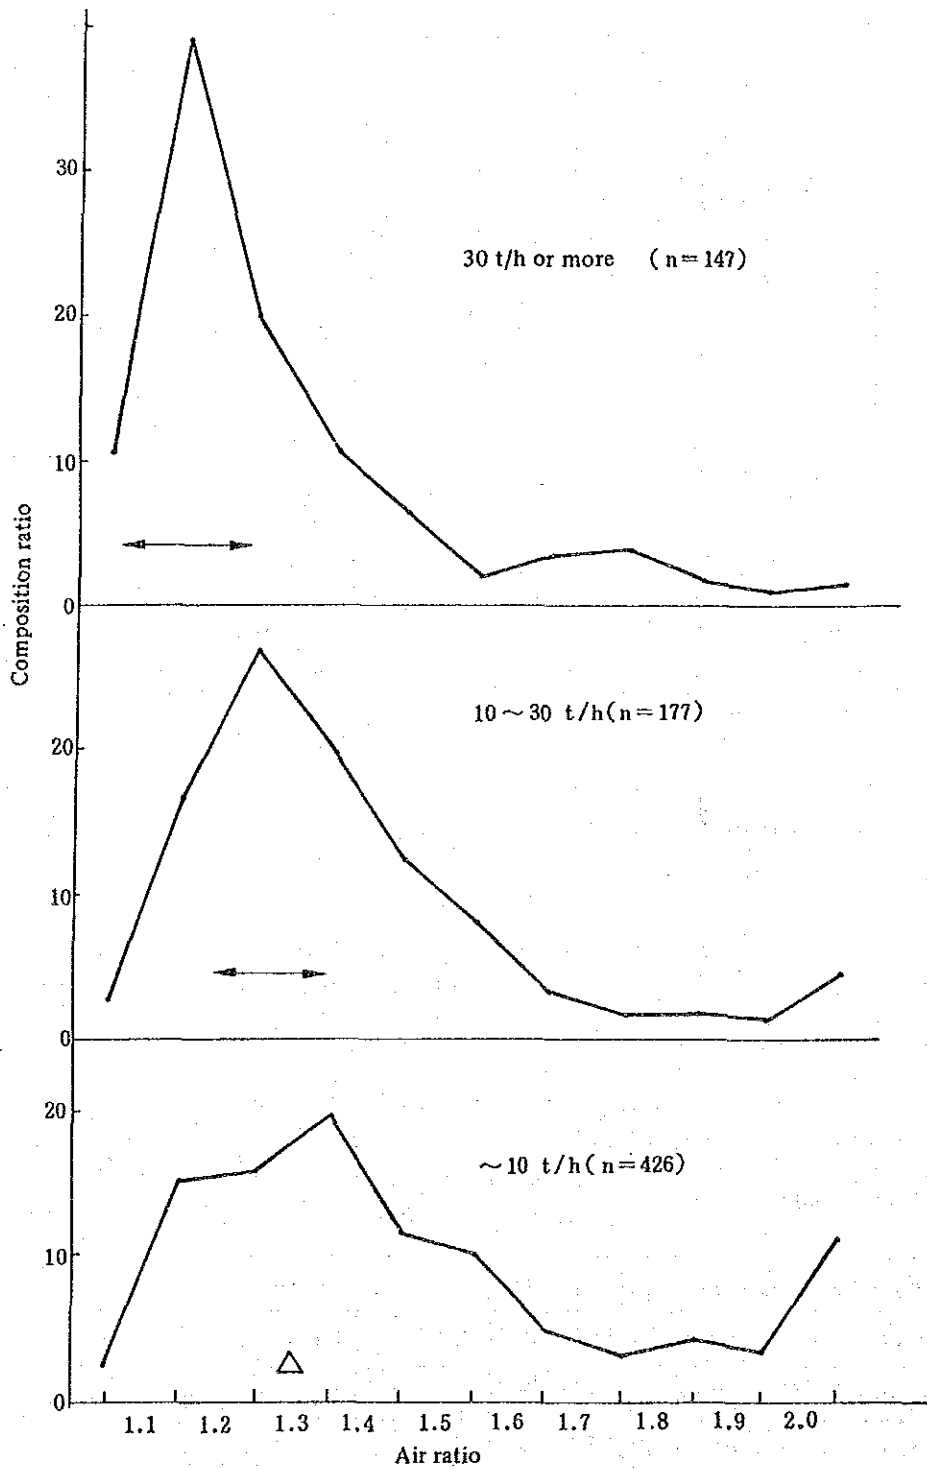 30
30 t/h or more (n=147)
20
10
Composition ratio
0
10~30 t/h(n=177)
20
10
0
20
~10 t/h(n=426)
10
0
1.1 1.2 1.3 1.4 1.5 1.6 1.7 1.8 1.9 2.0
Air ratio